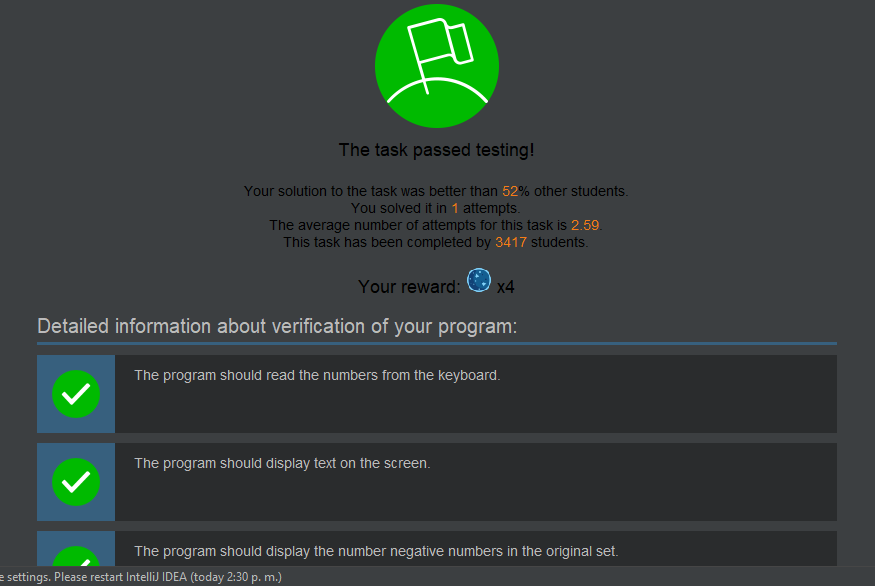 The task passed testing!
Your solution to the task was better than 52% other students.
You solved it in 1 attempts.
The average number of attempts for this task is 2.59.
This task has been completed by 3417 students.
Your reward: x4
Detailed information about verification of your program:
The program should read the numbers from the keyboard.
The program should display text on the screen.
The program should display the number negative numbers in the original set.
e settings. Please restart IntelliJ IDEA (today 2:30 p. m.)